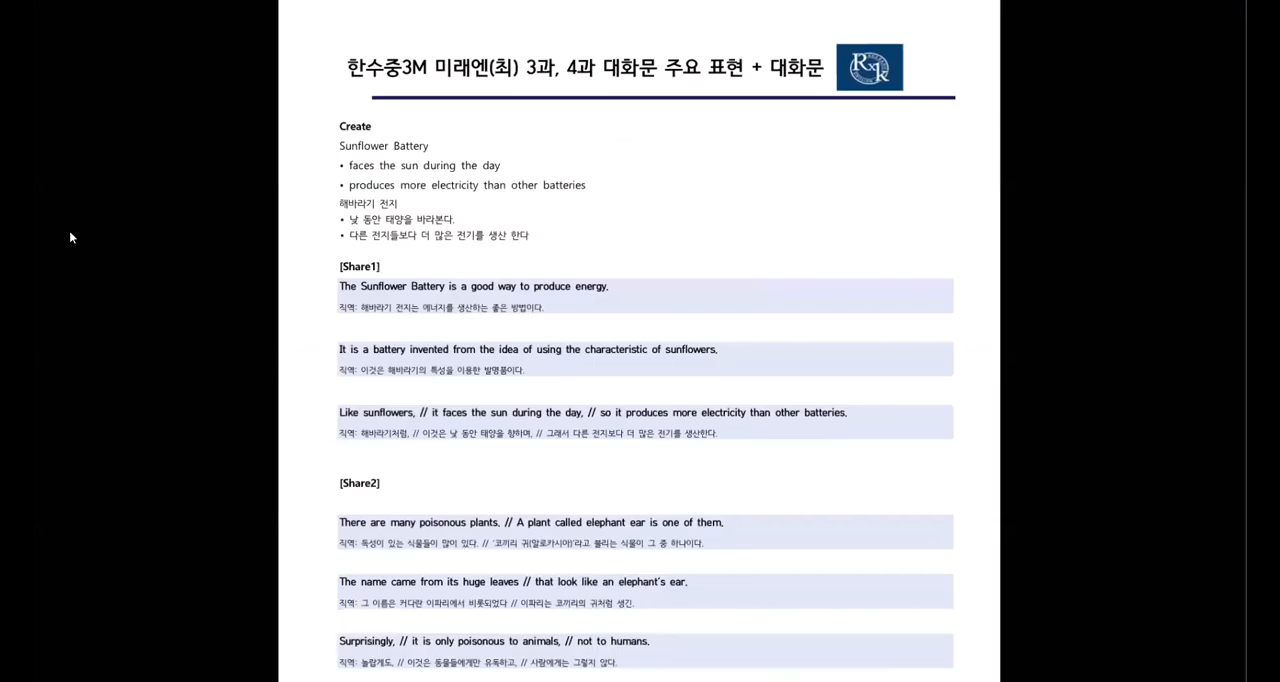 한수중3M 미래엔(최) 3과, 4과 대화문 주요 표현 + 대화문
RxK
Create
Sunflower Battery
• faces the sun during the day
• produces more electricity than other batteries
해바라기 전지
• 낮 동안 태양을 바라본다.
• 다른 전지들보다 더 많은 전기를 생산 한다
[Share1]
The Sunflower Battery is a good way to produce energy.
직역: 해바라기 전지는 에너지를 생산하는 좋은 방법이다.
It is a battery invented from the idea of using the characteristic of sunflowers.
직역: 이것은 해바라기의 특성을 이용한 발명품이다.
Like sunflowers, // it faces the sun during the day, // so it produces more electricity than other batteries.
직역: 해바라기처럼, // 이것은 낮 동안 태양을 향하며, // 그래서 다른 전지보다 더 많은 전기를 생산한다.
[Share2]
There are many poisonous plants. // A plant called elephant ear is one of them.
직역: 독성이 있는 식물들이 많이 있다. // '코끼리 귀(알로카시아)'라고 불리는 식물이 그 중 하나이다.
The name came from its huge leaves // that look like an elephant's ear.
직역: 그 이름은 커다란 이파리에서 비롯되었다 // 이파리는 코끼리의 귀처럼 생긴.
Surprisingly, // it is only poisonous to animals, // not to humans.
직역: 놀랍게도, // 이것은 동물들에게만 유독하고, // 사람에게는 그렇지 않다.